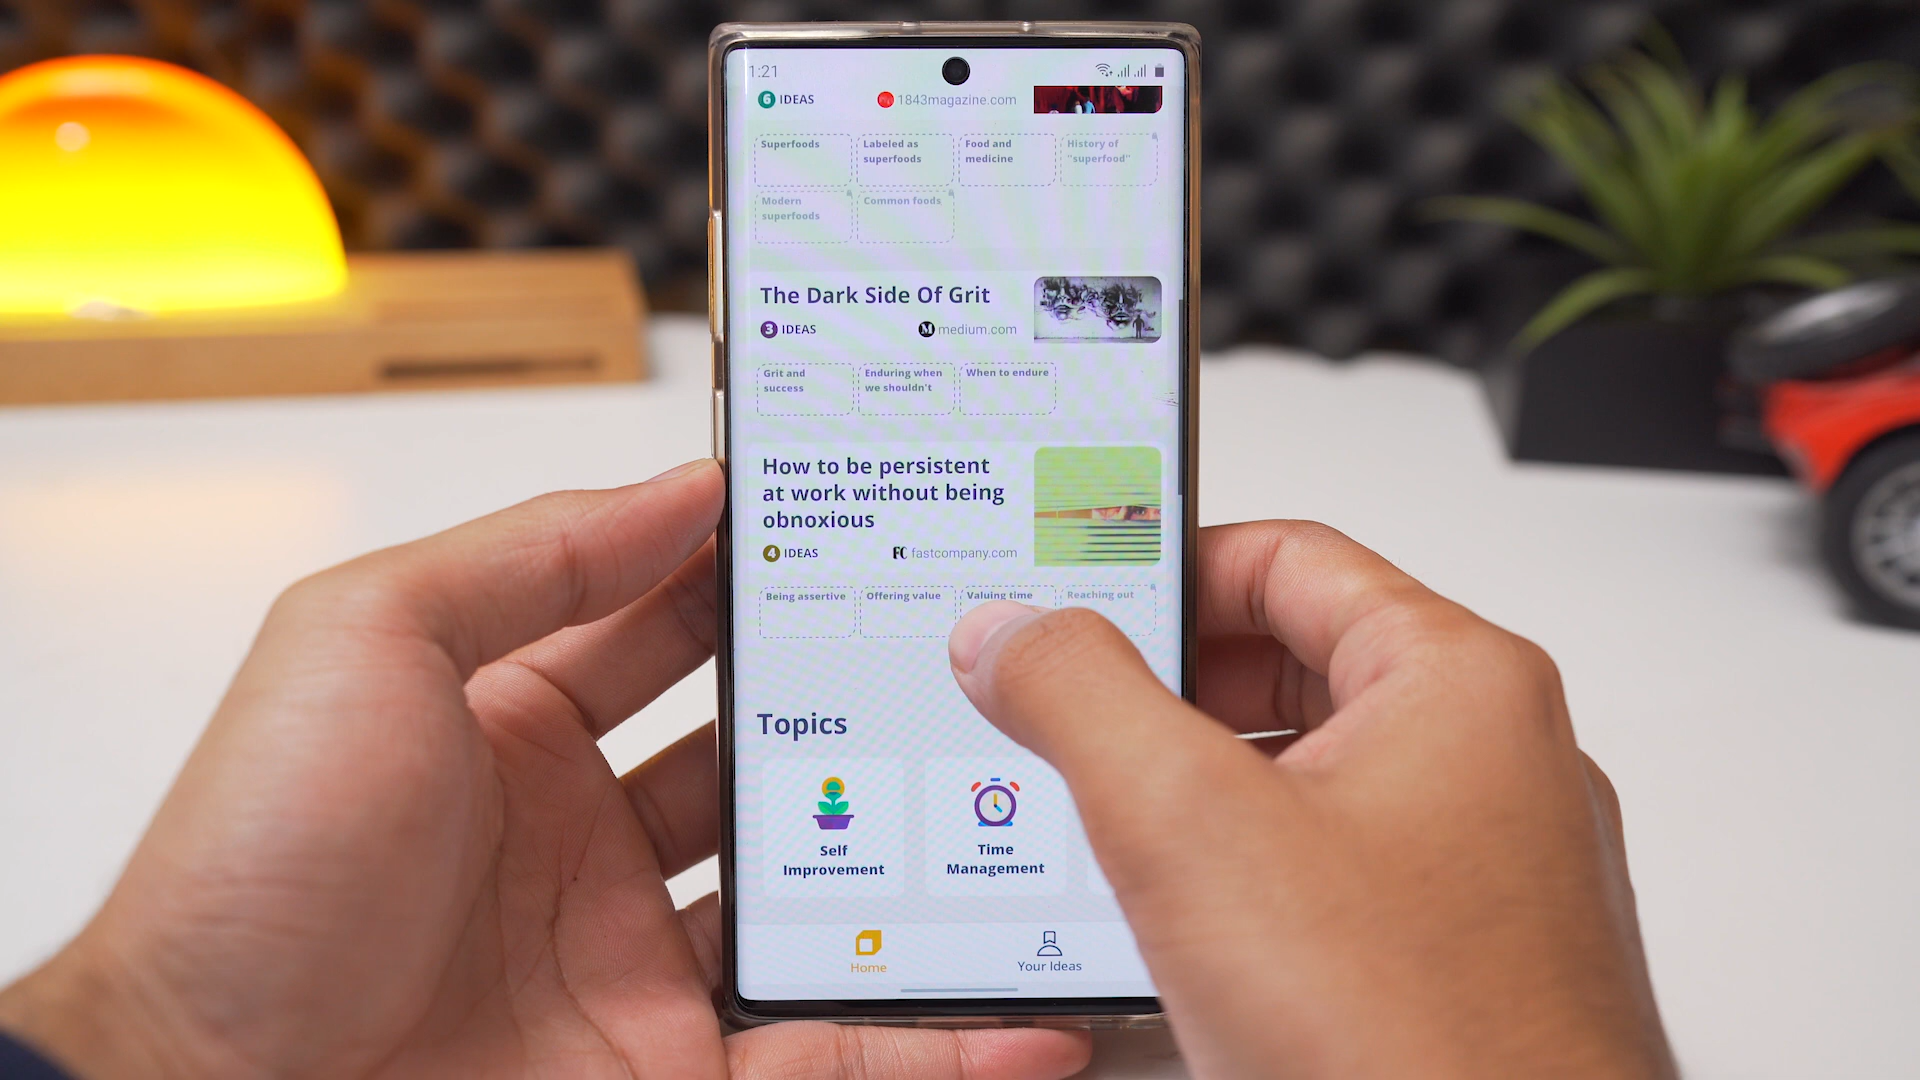 1:21
6 IDEAS
1843magazine.com
Superfoods
Labeled as
superfoods
Food and
medicine
History of
"superfood"
Modern
superfoods
Common foods
The Dark Side Of Grit
3 IDEAS
M medium.com
Grit and
success
Enduring when
we shouldn't
When to endure
How to be persistent
at work without being
obnoxious
4 IDEAS
FC fastcompany.com
Being assertive
Offering value
Valuing time
Reaching out
Topics
Self
Improvement
Time
Management
Home
Your Ideas